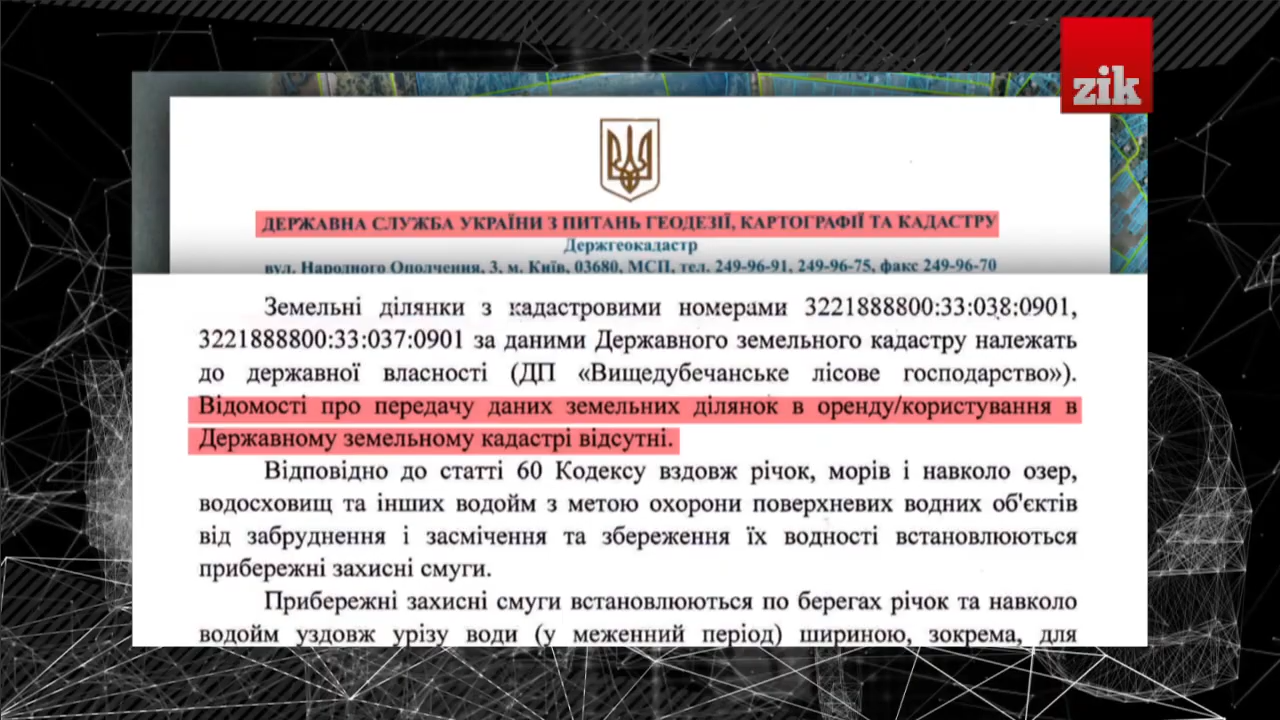 zik
ДЕРЖАВНА СЛУЖБА УКРАЇНИ З ПИТАНЬ ГЕОДЕЗІЇ, КАРТОГРАФІЇ ТА КАДАСТРУ
Держгеокадастр
вул. Народного Ополчення, 3, м. Київ, 03680, МСП, тел. 249-96-91, 249-96-75, факс 249-96-70
Земельні ділянки з кадастровими номерами 3221888800:33:038:0901,
3221888800:33:037:0901 за даними Державного земельного кадастру належать
до державної власності (ДП «Вищедубечанське лісове господарство»).
Відомості про передачу даних земельних ділянок в оренду/користування в
Державному земельному кадастрі відсутні.
Відповідно до статті 60 Кодексу вздовж річок, морів і навколо озер,
водосховищ та інших водойм з метою охорони поверхневих водних об'єктів
від забруднення і засмічення та збереження їх водності встановлюються
прибережні захисні смуги.
Прибережні захисні смуги встановлюються по берегах річок та навколо
водойм уздовж урізу води (у меженний період) шириною, зокрема, для